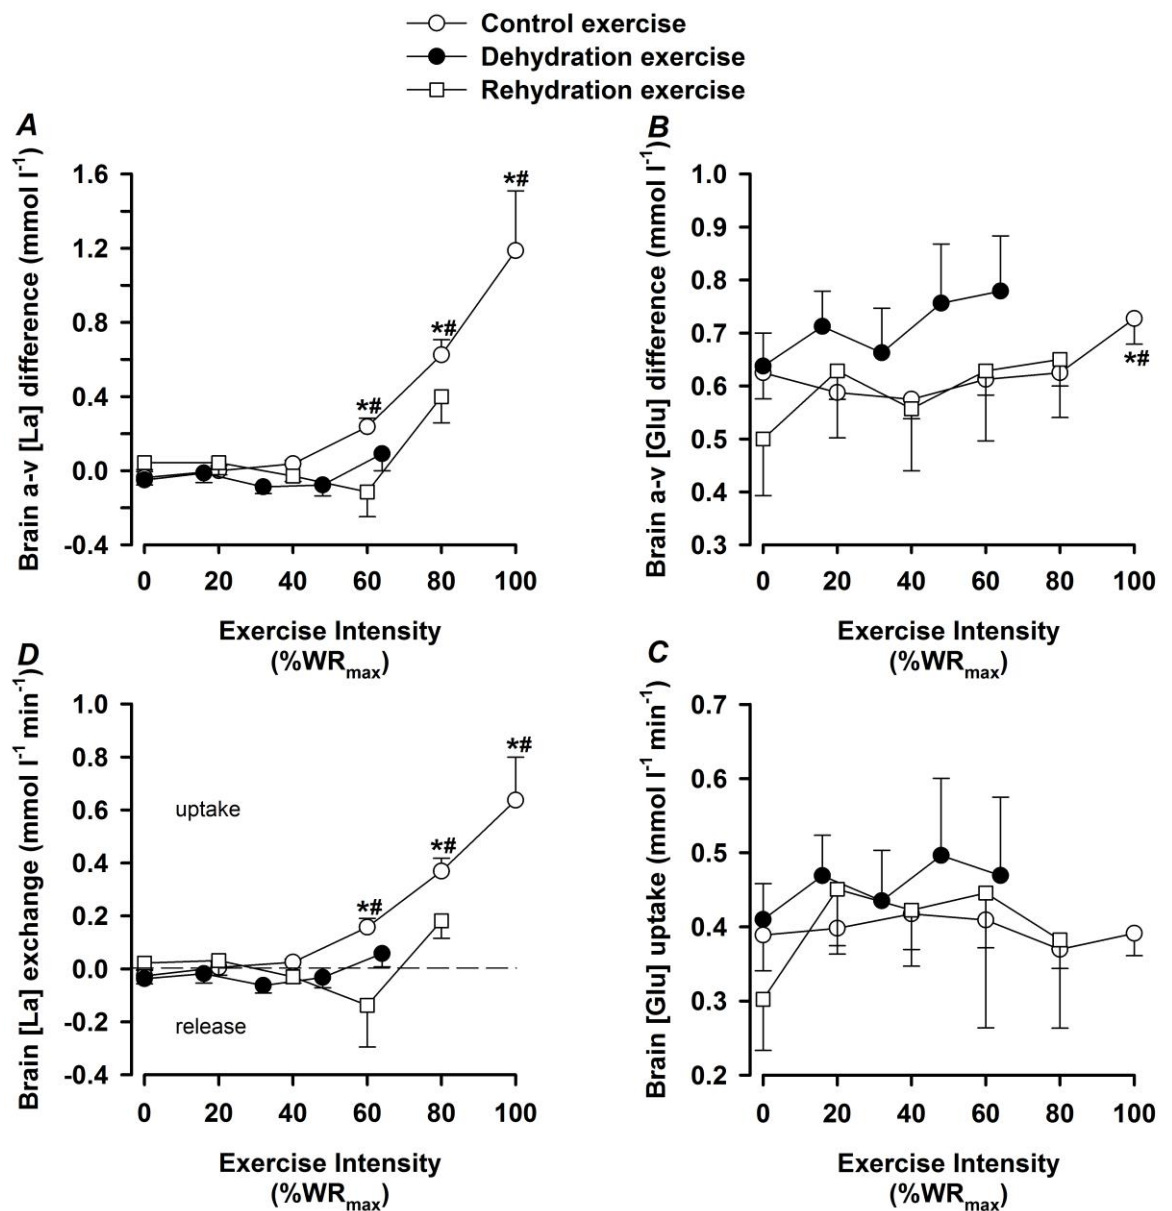 Control exercise
Dehydration exercise
Rehydration exercise
A
Brain a-v [La] difference (mmol l⁻¹)
1.6
1.2
0.8
0.4
0.0
-0.4
*#
*#
*#
0 20 40 60 80 100
Exercise Intensity
(%WRmax)
B
Brain a-v [Glu] difference (mmol l⁻¹)
1.0
0.9
0.8
0.7
0.6
0.5
0.4
0.3
*#
0 20 40 60 80 100
Exercise Intensity
(%WRmax)
D
Brain [La] exchange (mmol l⁻¹ min⁻¹)
1.0
0.8
0.6
0.4
0.2
0.0
-0.2
-0.4
uptake
release
*#
*#
*#
0 20 40 60 80 100
Exercise Intensity
(%WRmax)
C
Brain [Glu] uptake (mmol l⁻¹ min⁻¹)
0.7
0.6
0.5
0.4
0.3
0.2
0 20 40 60 80 100
Exercise Intensity
(%WRmax)